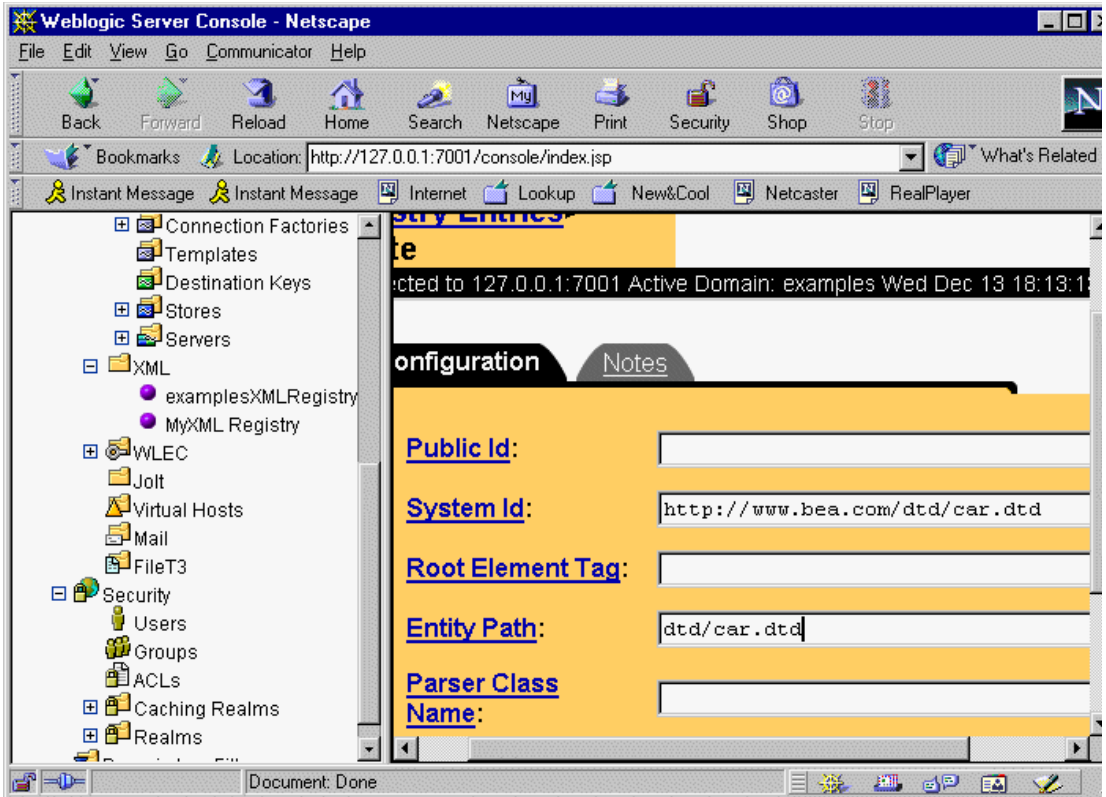 Weblogic Server Console - Netscape
File Edit View Go Communicator Help
Back Forward Reload Home Search Netscape Print Security Shop Stop
My
N
Bookmarks Location: http://127.0.0.1:7001/console/index.jsp What's Related
Instant Message Instant Message Internet Lookup New&Cool Netcaster RealPlayer
Connection Factories
Templates
Destination Keys
Stores
Servers
XML
examplesXMLRegistry
MyXML Registry
WLEC
Jolt
Virtual Hosts
Mail
FileT3
Security
Users
Groups
ACLs
Caching Realms
Realms
stry Entries>
te
ected to 127.0.0.1:7001 Active Domain: examples Wed Dec 13 18:13:1
onfiguration Notes
Public Id:
System Id: http://www.bea.com/dtd/car.dtd
Root Element Tag:
Entity Path: dtd/car.dtd
Parser Class
Name:
Document: Done